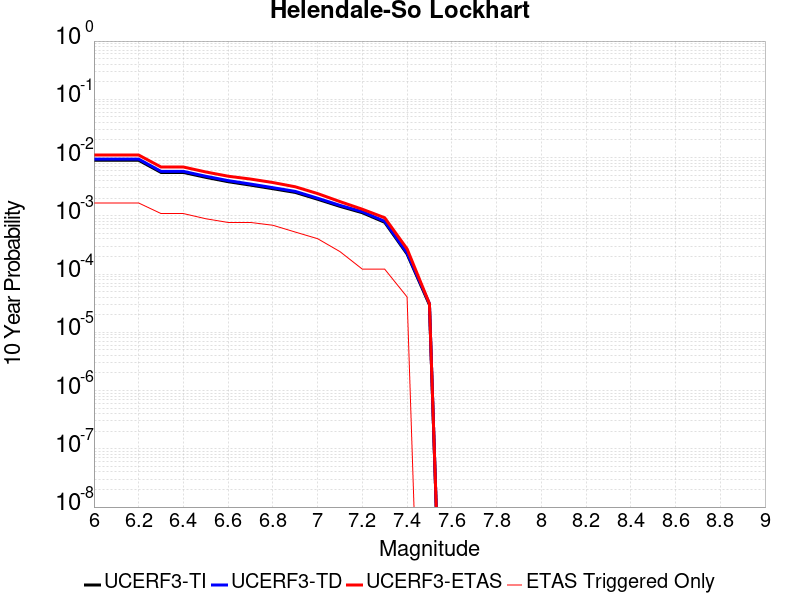 Helendale-So Lockhart
10 0
10 -1
10 -2
10 -3
10 -4
10 -5
10 -6
10 -7
10 -8
10 Year Probability
6 6.2 6.4 6.6 6.8 7 7.2 7.4 7.6 7.8 8 8.2 8.4 8.6 8.8 9
Magnitude
UCERF3-TI UCERF3-TD UCERF3-ETAS ETAS Triggered Only